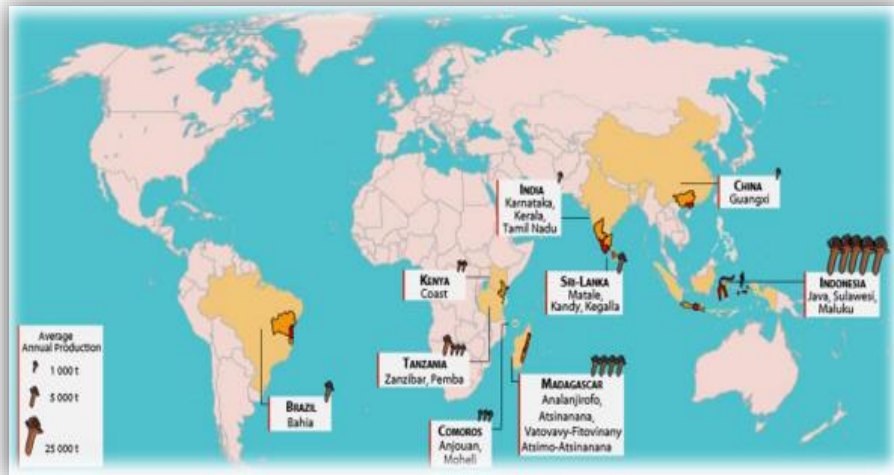 INDIA
Karnataka,
Kerala,
Tamil Nadu
CHINA
Guangxi
KENYA
Coast
SRI-LANKA
Matale,
Kandy, Kegalla
INDONESIA
Java, Sulawesi,
Maluku
Average
Annual Production
1 000 t
5 000 t
25 000 t
TANZANIA
Zanzibar, Pemba
MADAGASCAR
Analanjirofo,
Atsinanana,
Vatovavy-Fitovinany
Atsimo-Atsinanana
BRAZIL
Bahia
COMOROS
Anjouan,
Moheli